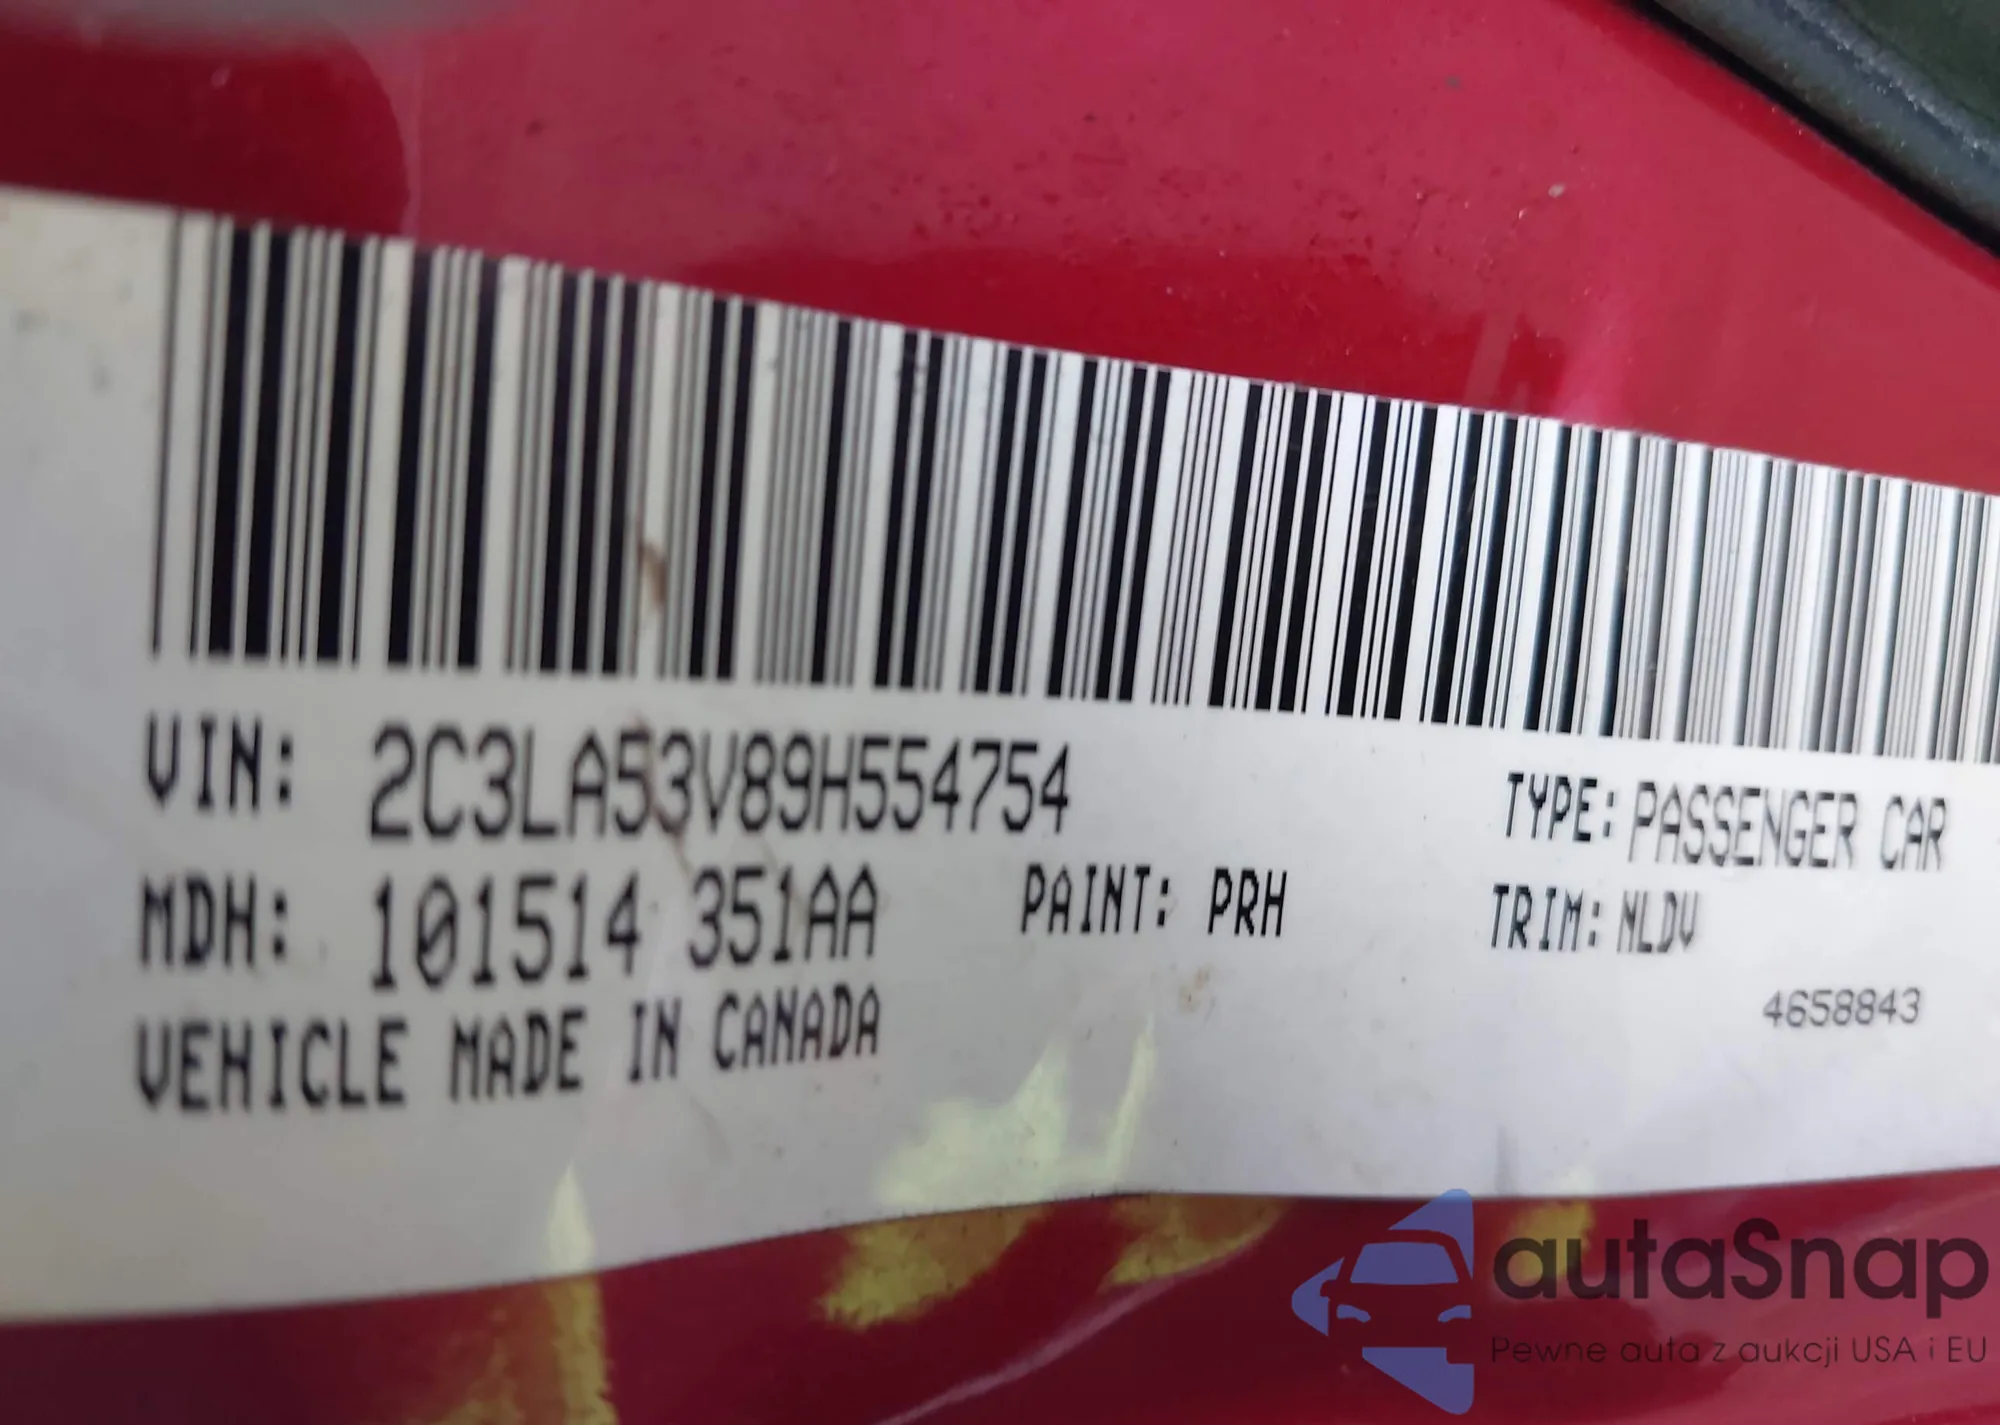 VIN: 2C3LA53V89H554754
TYPE: PASSENGER CAR
MDH: 101514 351AA
PAINT: PRH
TRIM: NLDV
VEHICLE MADE IN CANADA
4658843
autaSnap
Pewne auta z aukcji USA i EU